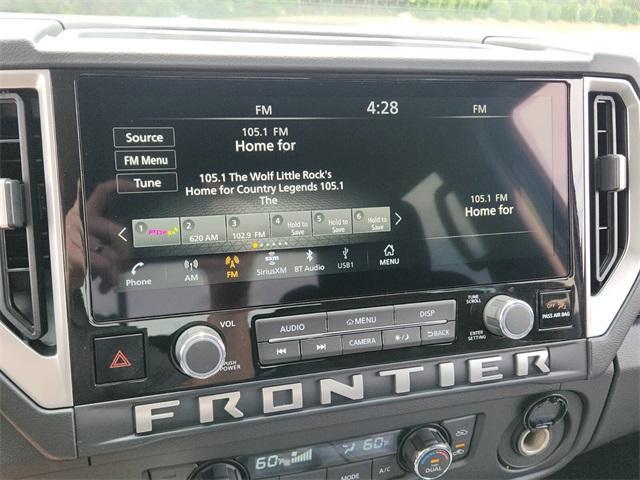 FM 4:28 FM
Source
FM Menu
Tune
105.1 FM
Home for
105.1 The Wolf Little Rock's
Home for Country Legends 105.1
The
105.1 FM
Home for
1
2 620 AM
3 102.9 FM
4 Hold to Save
5 Hold to Save
6 Hold to Save
Phone
AM
FM
sxm SiriusXM
BT Audio
USB1
MENU
VOL
PUSH POWER
AUDIO
MENU
DISP
CAMERA
BACK
TUNE SCROLL
ENTER SETTING
OFF
PASS AIR BAG
FRONTIER
60°F
60°F
MODE
A/C
DUAL